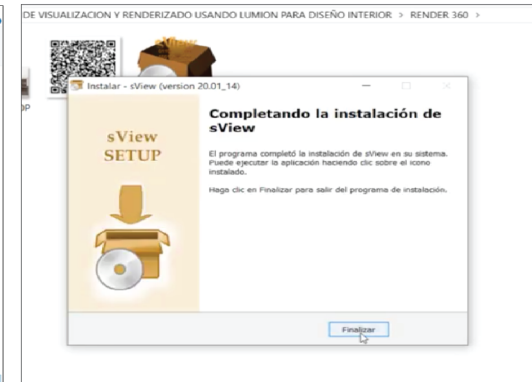 DE VISUALIZACION Y RENDERIZADO USANDO LUMION PARA DISEÑO INTERIOR > RENDER 360 >
sView
OP
Instalar - sView (version 20.01_14)
sView
SETUP
Completando la instalación de
sView
El programa completó la instalación de sView en su sistema.
Puede ejecutar la aplicación haciendo clic sobre el icono
instalado.
Haga clic en Finalizar para salir del programa de instalación.
Finalizar